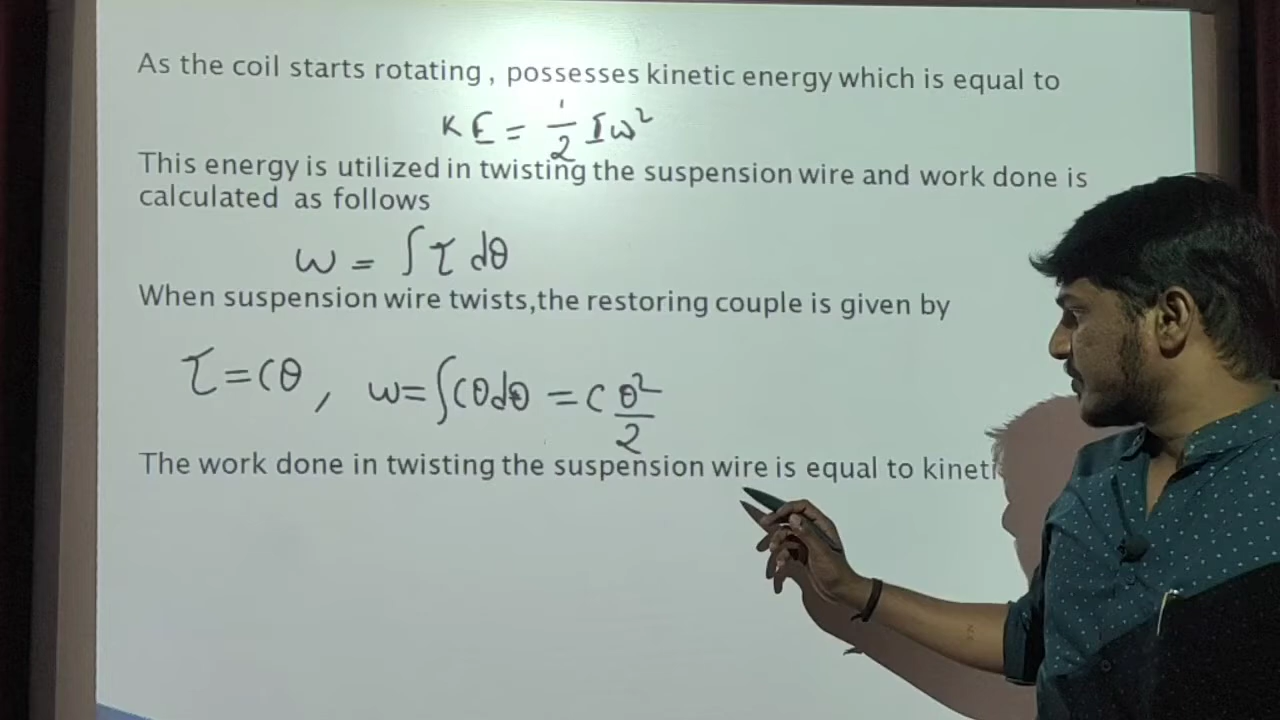 As the coil starts rotating , possesses kinetic energy which is equal to
KE = 1/2 Iω²
This energy is utilized in twisting the suspension wire and work done is
calculated as follows
ω = ∫τ dθ
When suspension wire twists,the restoring couple is given by
τ = cθ , ω = ∫cθdθ = c θ²/2
The work done in twisting the suspension wire is equal to kineti